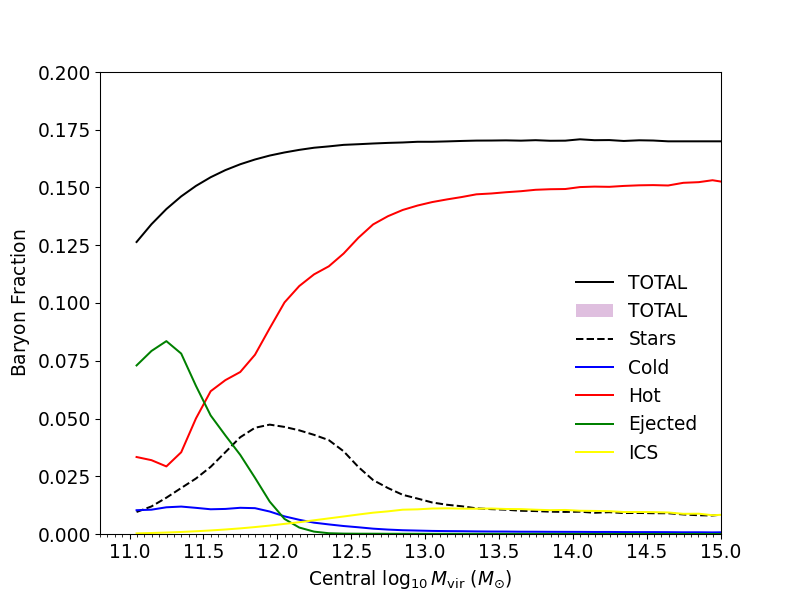 0.200
0.175
0.150
0.125
0.100
0.075
0.050
0.025
0.000
Baryon Fraction
TOTAL
TOTAL
Stars
Cold
Hot
Ejected
ICS
11.0 11.5 12.0 12.5 13.0 13.5 14.0 14.5 15.0
Central log₁₀ M_vir (M_⊙)